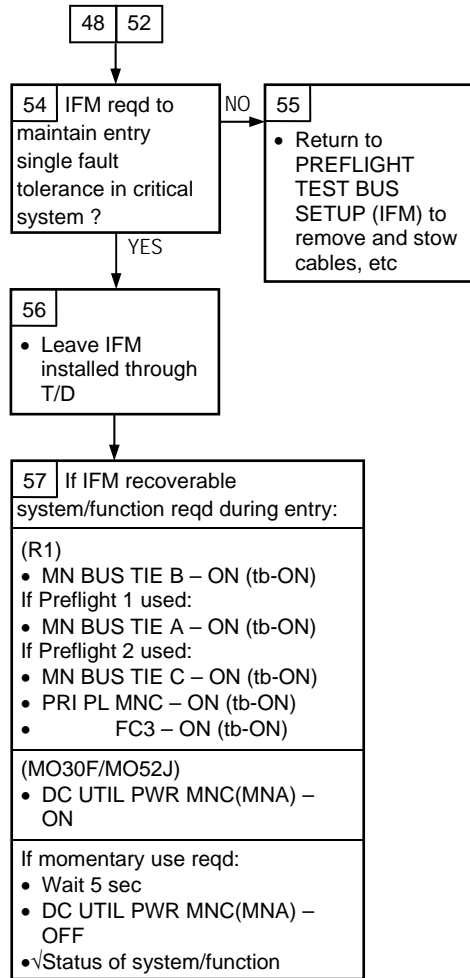 48 52
54 IFM reqd to
maintain entry
single fault
tolerance in critical
system ?
NO
55
• Return to
PREFLIGHT
TEST BUS
SETUP (IFM) to
remove and stow
cables, etc
YES
56
• Leave IFM
installed through
T/D
57 If IFM recoverable
system/function reqd during entry:
(R1)
• MN BUS TIE B – ON (tb-ON)
If Preflight 1 used:
• MN BUS TIE A – ON (tb-ON)
If Preflight 2 used:
• MN BUS TIE C – ON (tb-ON)
• PRI PL MNC – ON (tb-ON)
• FC3 – ON (tb-ON)
(MO30F/MO52J)
• DC UTIL PWR MNC(MNA) –
ON
If momentary use reqd:
• Wait 5 sec
• DC UTIL PWR MNC(MNA) –
OFF
•√Status of system/function